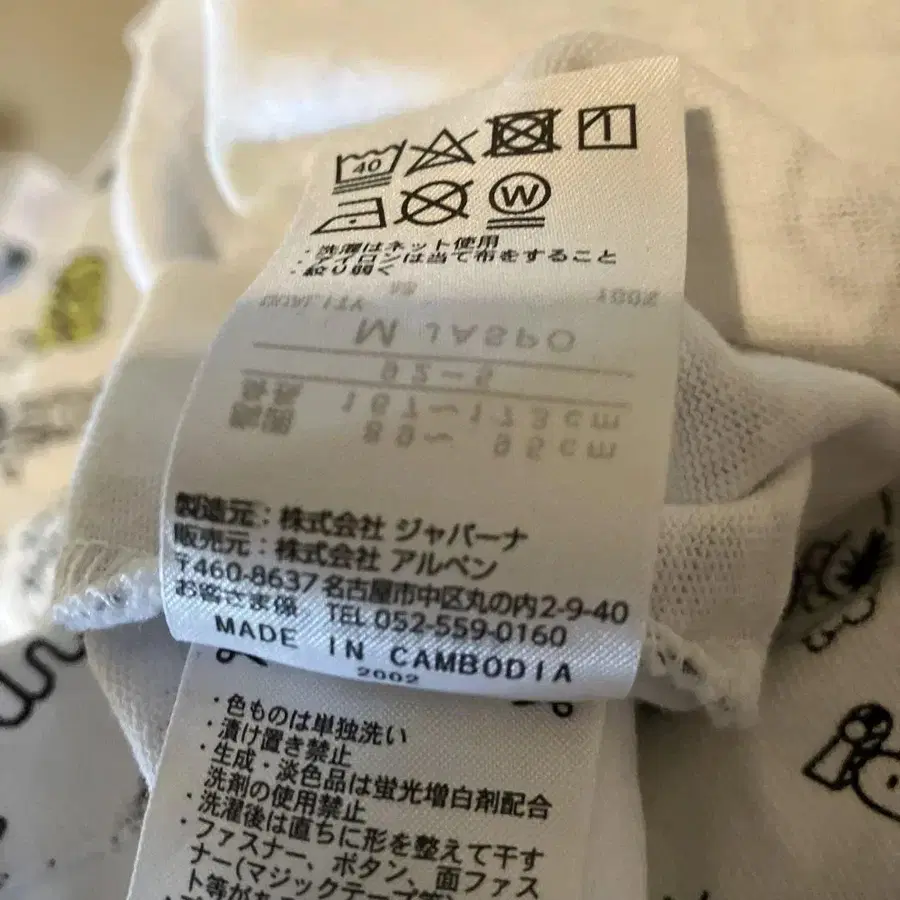 40
W
・洗濯はネット使用
・アイロンは当て布をすること
・絞り弱く
M
92-5
167〜173cm
89〜 95cm
製造元：株式会社 ジャパーナ
販売元：株式会社 アルペン
〒460-8637 名古屋市中区丸の内2-9-40
お客さま係 TEL 052-559-0160
MADE IN CAMBODIA
2002
・色ものは単独洗い
・漬け置き禁止
・生成・淡色品は蛍光増白剤配合
洗剤の使用禁止
・洗濯後は直ちに形を整えて干す
・ファスナー、ボタン、面ファス
ナー(マジックテープ等)